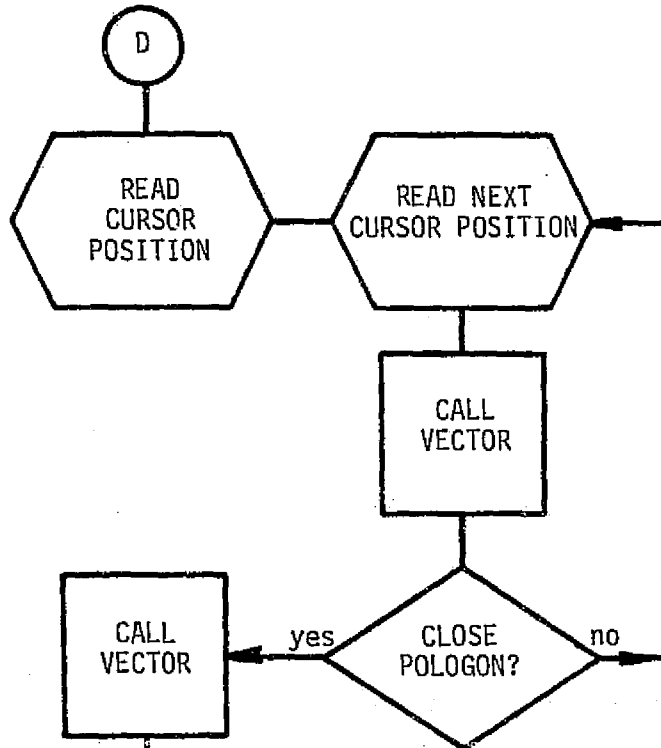 D
READ
CURSOR
POSITION
READ NEXT
CURSOR POSITION
CALL
VECTOR
CLOSE
POLOGON?
yes
no
CALL
VECTOR